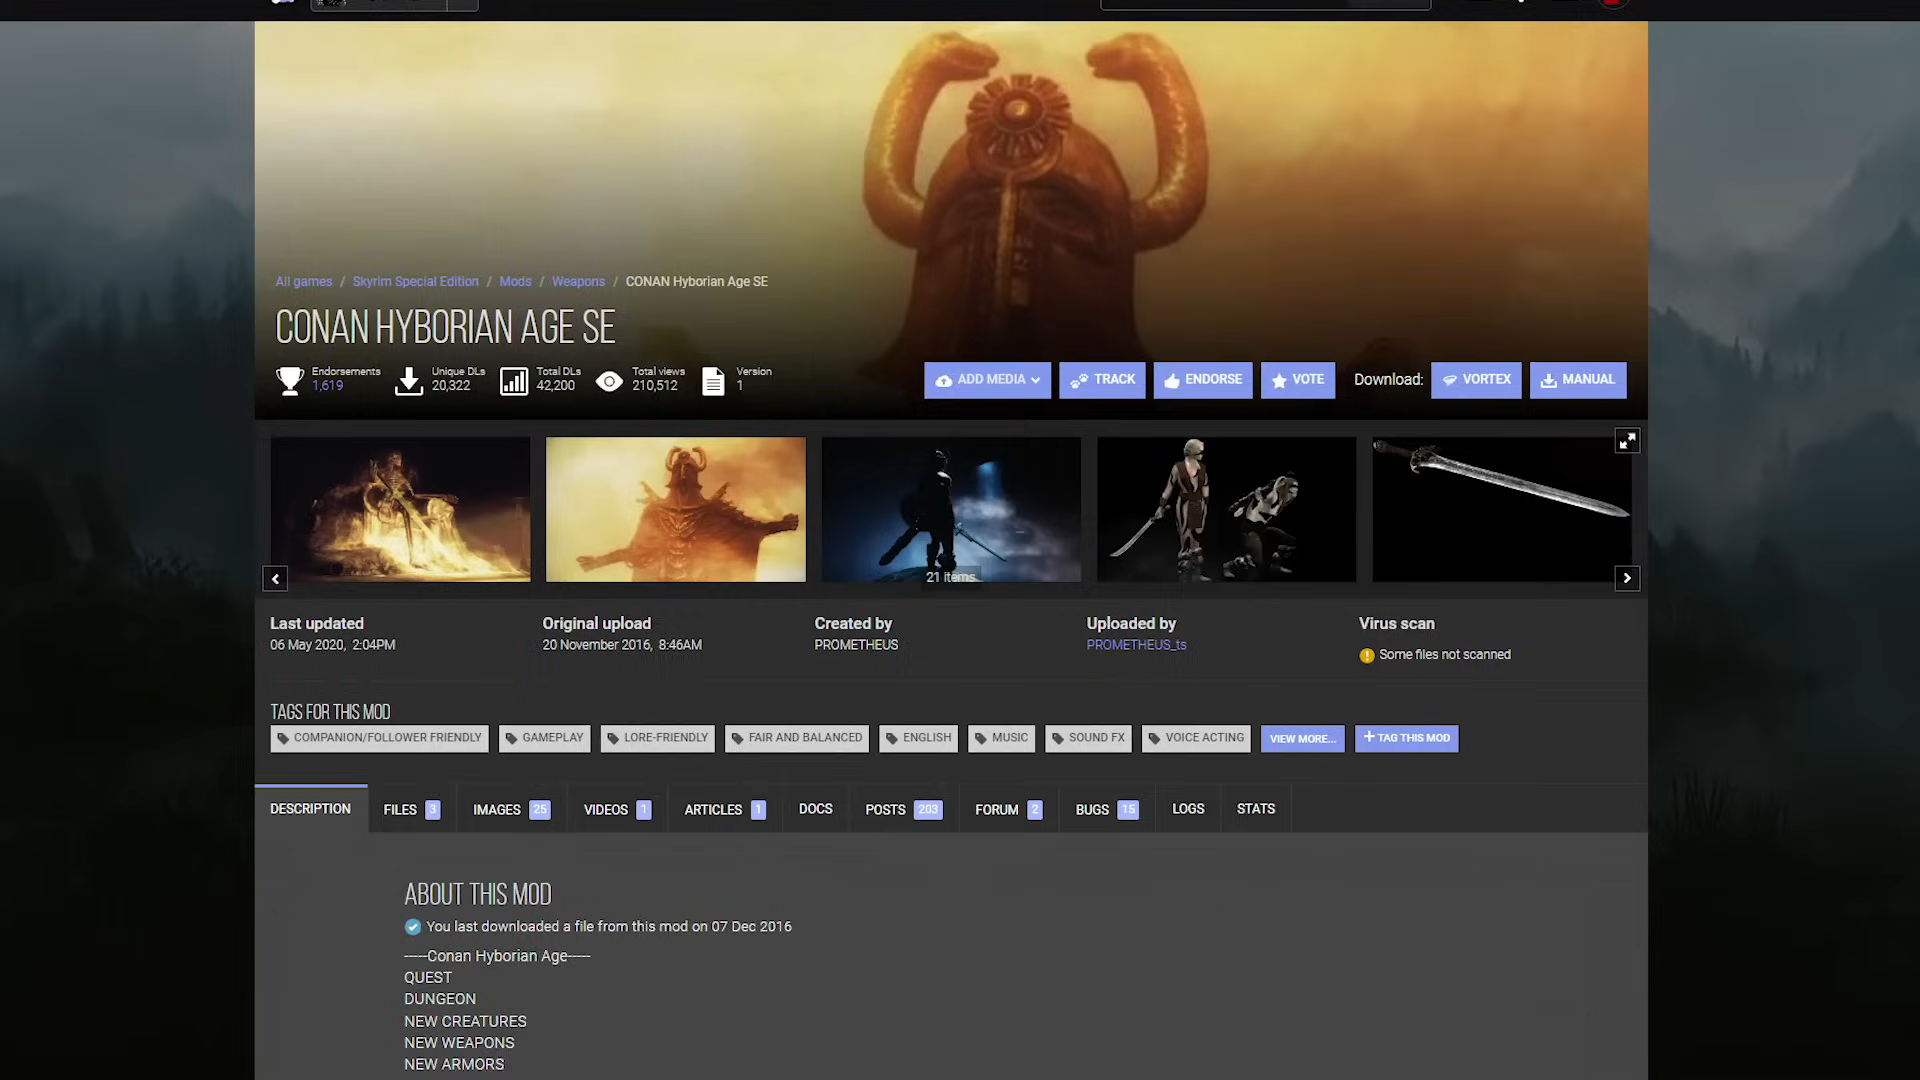 All games / Skyrim Special Edition / Mods / Weapons / CONAN Hyborian Age SE
CONAN HYBORIAN AGE SE
Endorsements
1,619
Unique DLs
20,322
Total DLs
42,200
Total views
210,512
Version
1
ADD MEDIA
TRACK
ENDORSE
VOTE
Download:
VORTEX
MANUAL
21 items
Last updated
06 May 2020, 2:04PM
Original upload
20 November 2016, 8:46AM
Created by
PROMETHEUS
Uploaded by
PROMETHEUS_ts
Virus scan
Some files not scanned
TAGS FOR THIS MOD
COMPANION/FOLLOWER FRIENDLY
GAMEPLAY
LORE-FRIENDLY
FAIR AND BALANCED
ENGLISH
MUSIC
SOUND FX
VOICE ACTING
VIEW MORE...
+ TAG THIS MOD
DESCRIPTION
FILES 3
IMAGES 25
VIDEOS 1
ARTICLES 1
DOCS
POSTS 203
FORUM 2
BUGS 15
LOGS
STATS
ABOUT THIS MOD
You last downloaded a file from this mod on 07 Dec 2016
-----Conan Hyborian Age-----
QUEST
DUNGEON
NEW CREATURES
NEW WEAPONS
NEW ARMORS